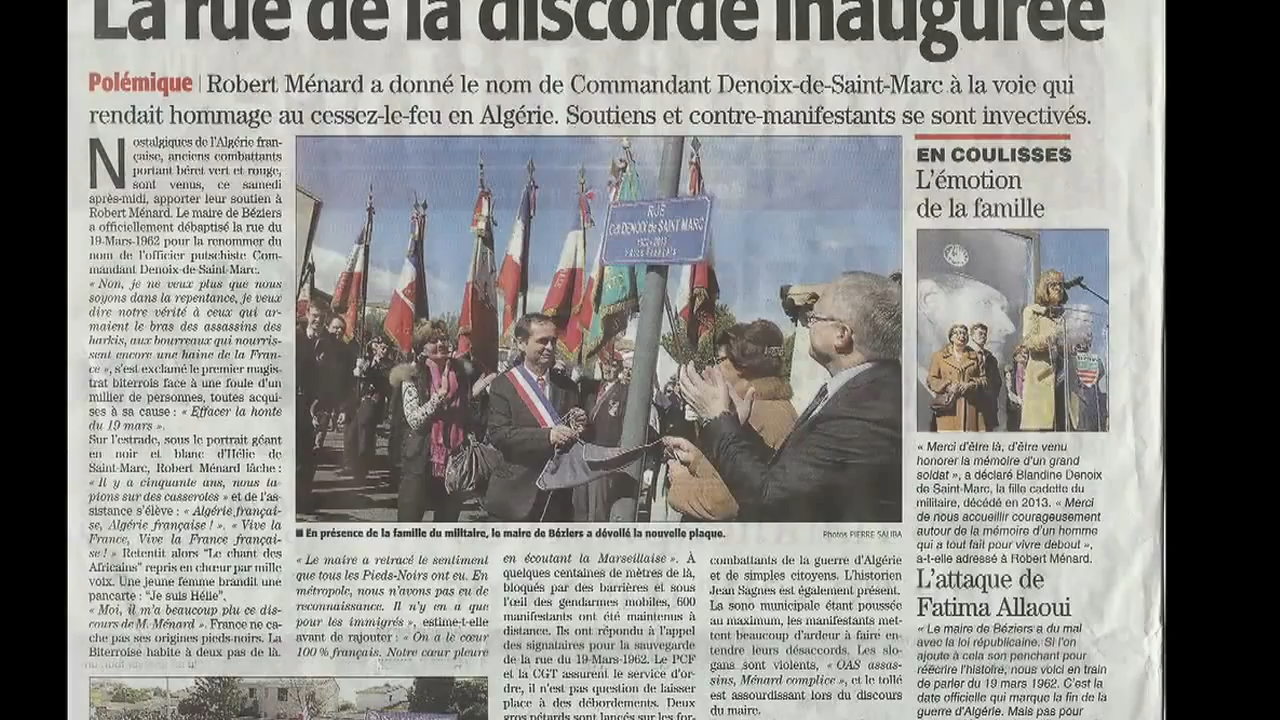 La rue de la discorde inaugurée
Polémique | Robert Ménard a donné le nom de Commandant Denoix-de-Saint-Marc à la voie qui
rendait hommage au cessez-le-feu en Algérie. Soutiens et contre-manifestants se sont invectivés.
Nostalgiques de l'Algérie fran-
çaise, anciens combattants
portant béret vert et rouge,
sont venus, ce samedi
après-midi, apporter leur soutien à
Robert Ménard. Le maire de Béziers
a officiellement débaptisé la rue du
19-Mars-1962 pour la renommer du
nom de l'officier putschiste Com-
mandant Denoix-de-Saint-Marc.
« Non, je ne veux plus que nous
soyons dans la repentance, je veux
dire notre vérité à ceux qui ar-
maient le bras des assassins des
harkis, aux bourreaux qui nourris-
sent encore une haine de la Fran-
ce », s'est exclamé le premier magis-
trat biterrois face à une foule d'un
millier de personnes, toutes acqui-
ses à sa cause : « Effacer la honte
du 19 mars ».
Sur l'estrade, sous le portrait géant
en noir et blanc d'Hélie de
Saint-Marc, Robert Ménard lâche :
« Il y a cinquante ans, nous ta-
pions sur des casseroles » et de l'as-
sistance s'élève : « Algérie françai-
se, Algérie française ! ». « Vive la
France, Vive la France françai-
se ! » Retentit alors "Le chant des
Africains" repris en chœur par mille
voix. Une jeune femme brandit une
pancarte : "Je suis Hélie".
« Moi, il m'a beaucoup plu ce dis-
cours de M. Ménard ». France ne ca-
che pas ses origines pieds-noirs. La
Biterroise habite à deux pas de là.
RUE
Cdt DENOIX de SAINT MARC
1922 - 2013
■ En présence de la famille du militaire, le maire de Béziers a dévoilé la nouvelle plaque.
Photos PIERRE SALIBA
« Le maire a retracé le sentiment
que tous les Pieds-Noirs ont eu. En
métropole, nous n'avons pas eu de
reconnaissance. Il n'y en a que
pour les immigrés », estime-t-elle
avant de rajouter : « On a le cœur
100 % français. Notre cœur pleure
en écoutant la Marseillaise ». À
quelques centaines de mètres de là,
bloqués par des barrières et sous
l'œil des gendarmes mobiles, 600
manifestants ont été maintenus à
distance. Ils ont répondu à l'appel
des signataires pour la sauvegarde
de la rue du 19-Mars-1962. Le PCF
et la CGT assurent le service d'or-
dre, il n'est pas question de laisser
place à des débordements. Deux
gros pétards sont lancés sur les for-
combattants de la guerre d'Algérie
et de simples citoyens. L'historien
Jean Sagnes est également présent.
La sono municipale étant poussée
au maximum, les manifestants met-
tent beaucoup d'ardeur à faire en-
tendre leurs désaccords. Les slo-
gans sont violents, « OAS assas-
sins, Ménard complice », et le tollé
est assourdissant lors du discours
du maire.
EN COULISSES
L'émotion
de la famille
« Merci d'être là, d'être venu
honorer la mémoire d'un grand
soldat », a déclaré Blandine Denoix
de Saint-Marc, la fille cadette du
militaire, décédé en 2013. « Merci
de nous accueillir courageusement
autour de la mémoire d'un homme
qui a tout fait pour vivre debout »,
a-t-elle adressé à Robert Ménard.
L'attaque de
Fatima Allaoui
« Le maire de Béziers a du mal
avec la loi républicaine. Si l'on
ajoute à cela son penchant pour
réécrire l'histoire, nous voici en train
de parler du 19 mars 1962. C'est la
date officielle qui marque la fin de la
guerre d'Algérie. Mais pas pour